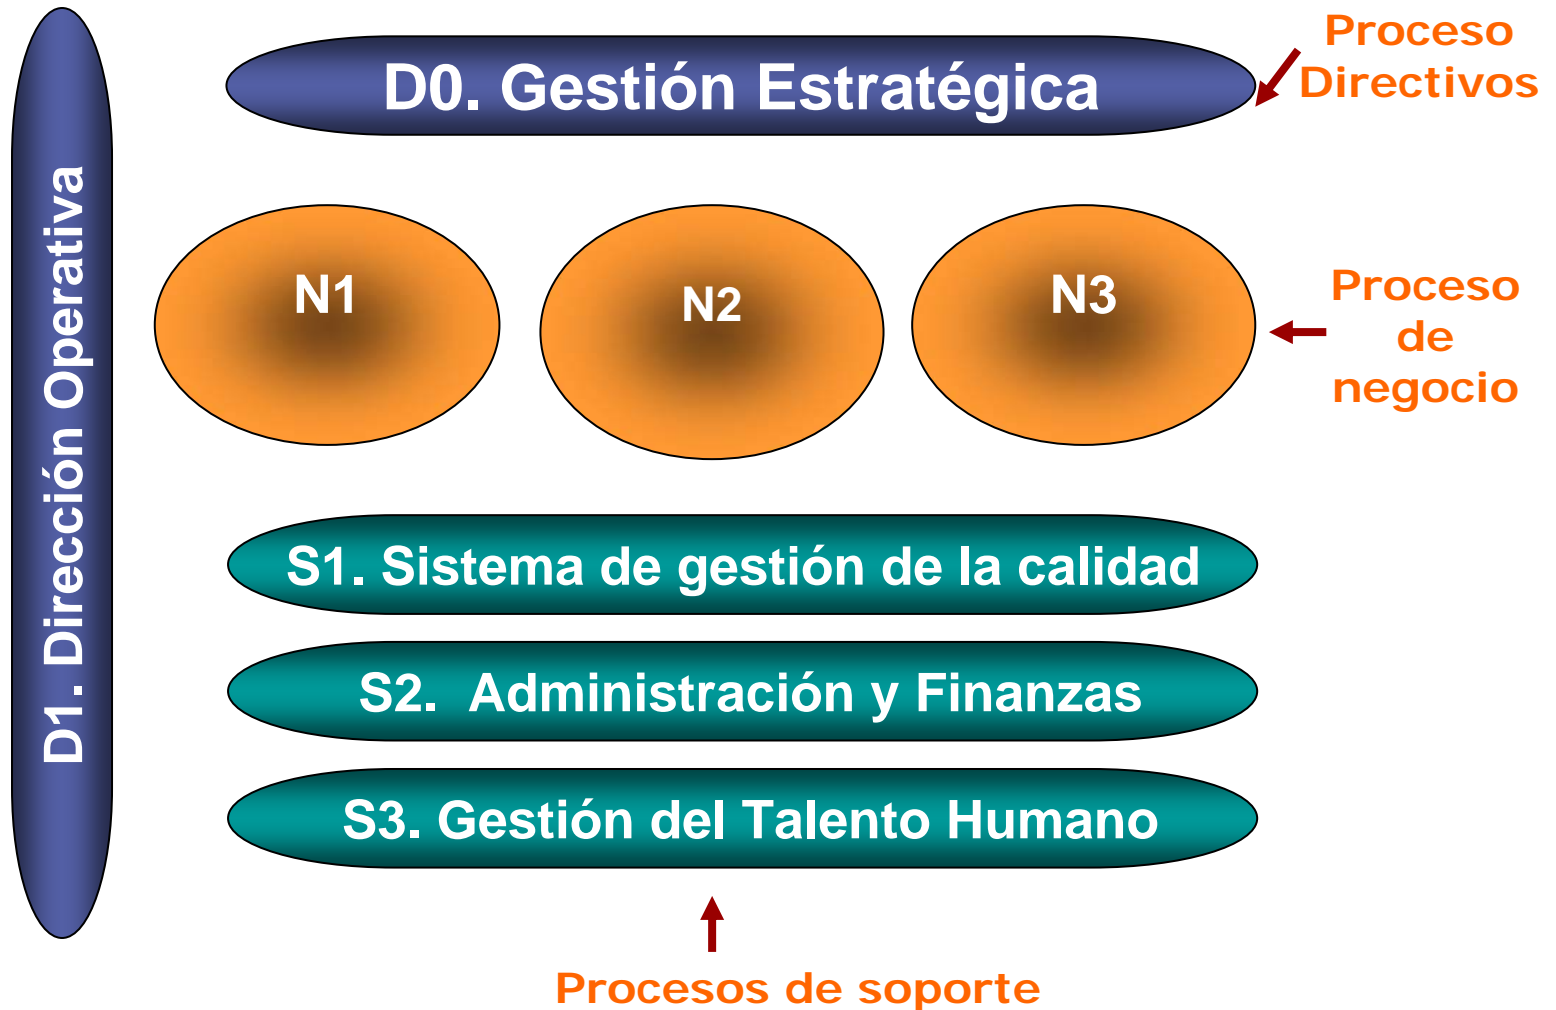 Proceso
Directivos
D0. Gestión Estratégica
D1. Dirección Operativa
N1
N2
N3
Proceso
de
negocio
S1. Sistema de gestión de la calidad
S2.  Administración y Finanzas
S3. Gestión del Talento Humano
Procesos de soporte